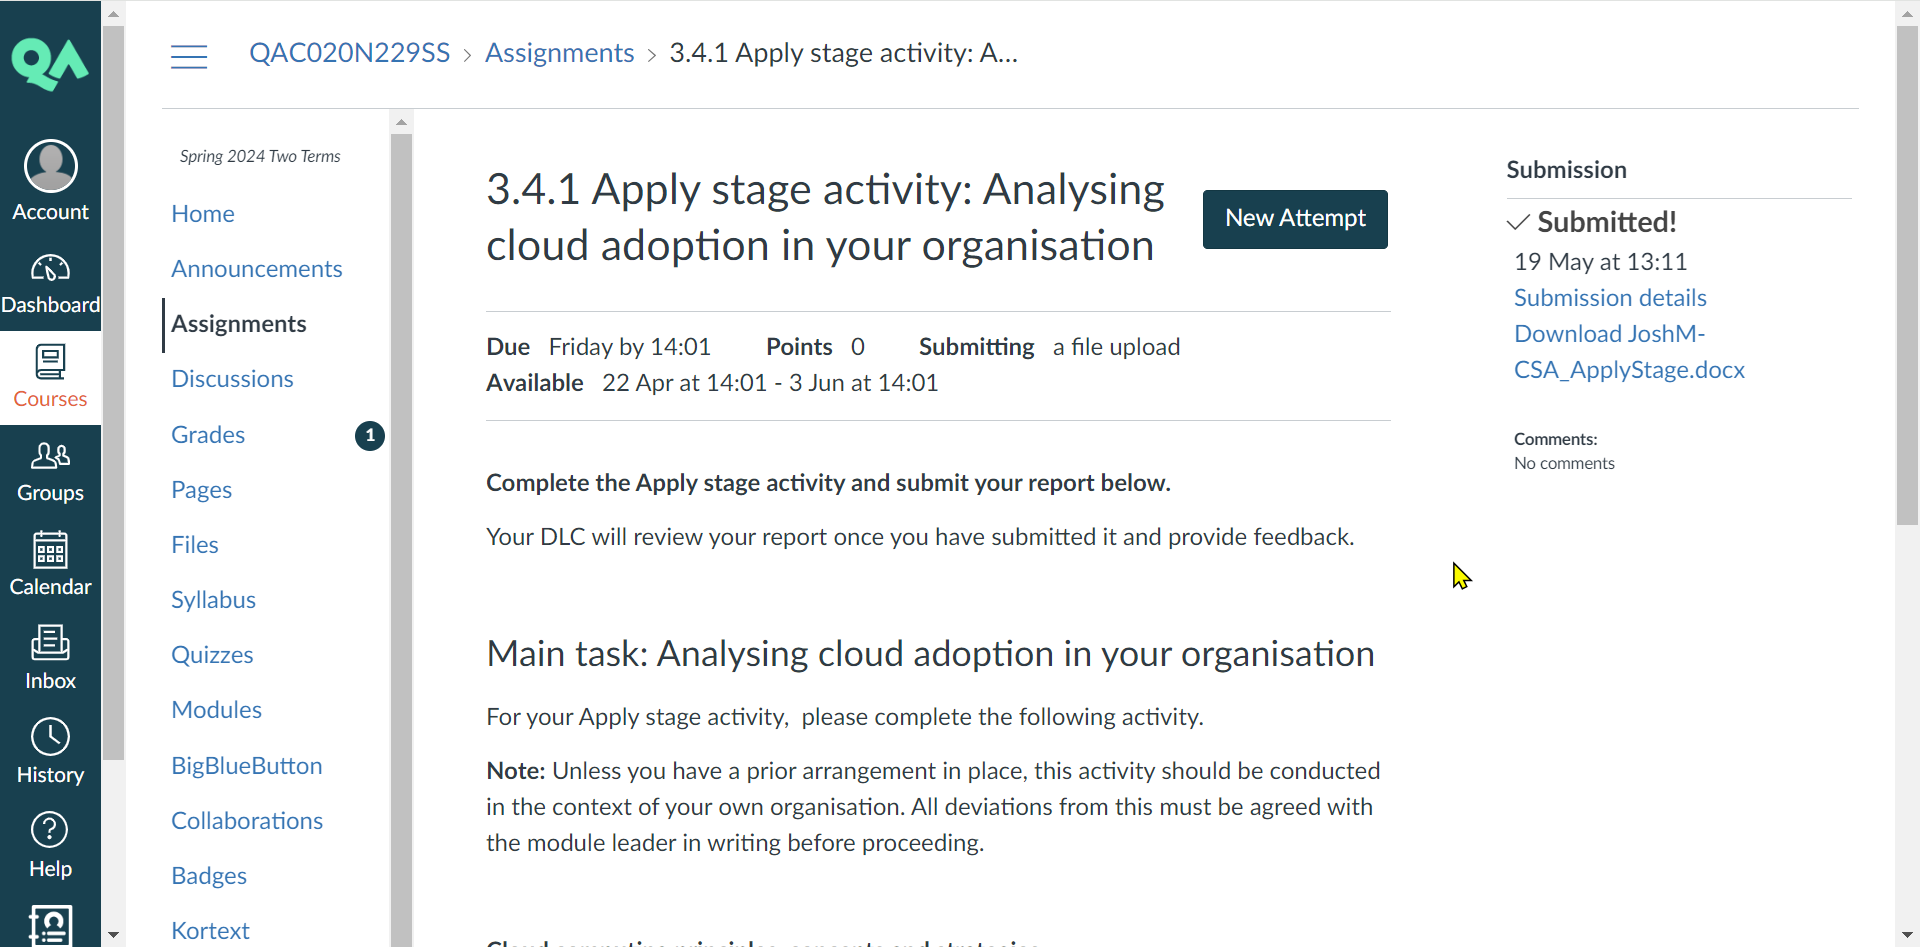 QA
Account
Dashboard
Courses
Groups
Calendar
Inbox
History
Help
QAC020N229SS > Assignments > 3.4.1 Apply stage activity: A...
Spring 2024 Two Terms
Home
Announcements
Assignments
Discussions
Grades 1
Pages
Files
Syllabus
Quizzes
Modules
BigBlueButton
Collaborations
Badges
Kortext
3.4.1 Apply stage activity: Analysing
cloud adoption in your organisation
New Attempt
Due Friday by 14:01 Points 0 Submitting a file upload
Available 22 Apr at 14:01 - 3 Jun at 14:01
Complete the Apply stage activity and submit your report below.
Your DLC will review your report once you have submitted it and provide feedback.
Main task: Analysing cloud adoption in your organisation
For your Apply stage activity, please complete the following activity.
Note: Unless you have a prior arrangement in place, this activity should be conducted
in the context of your own organisation. All deviations from this must be agreed with
the module leader in writing before proceeding.
Cloud computing principles, concepts and strategies
Submission
Submitted!
19 May at 13:11
Submission details
Download JoshM-
CSA_ApplyStage.docx
Comments:
No comments